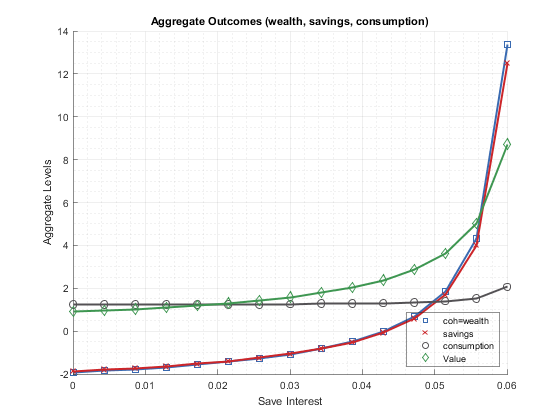 Aggregate Outcomes (wealth, savings, consumption)
14
12
10
8
6
4
2
0
-2
Aggregate Levels
0
0.01
0.02
0.03
0.04
0.05
0.06
Save Interest
coh=wealth
savings
consumption
Value